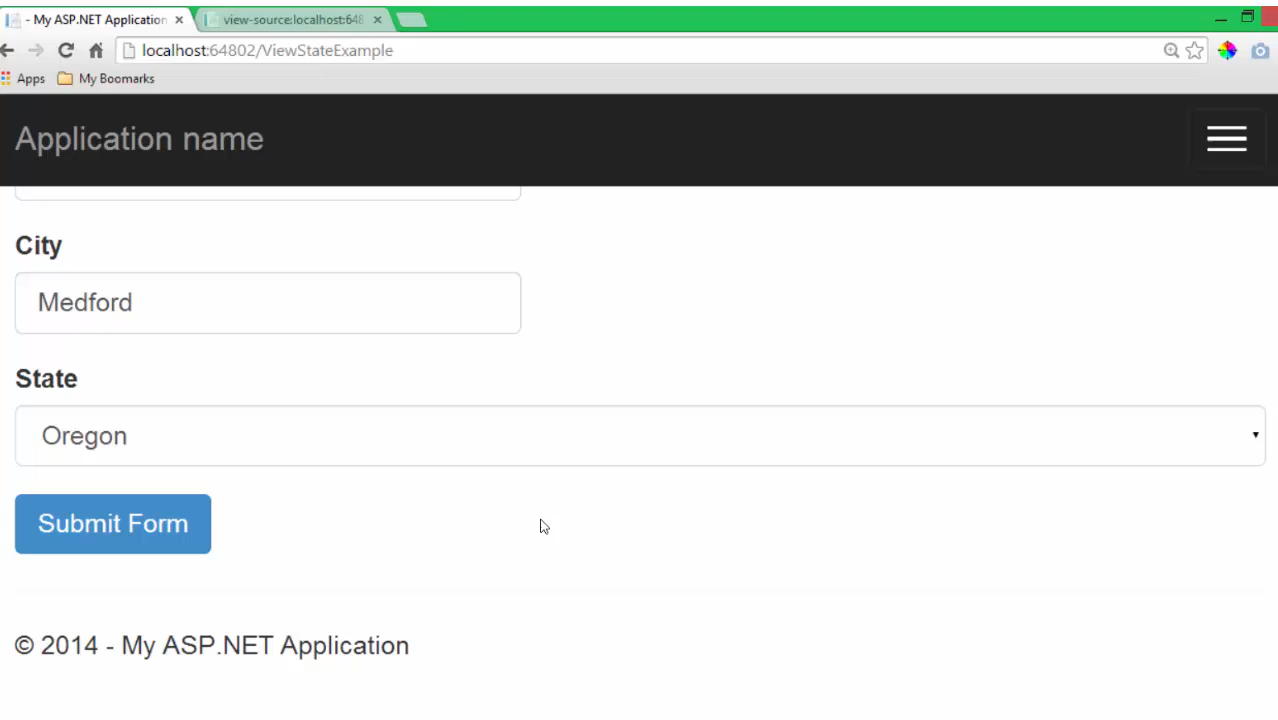 - My ASP.NET Application
view-source:localhost:648
localhost:64802/ViewStateExample
Apps
My Boomarks
Application name
City
Medford
State
Oregon
Submit Form
© 2014 - My ASP.NET Application